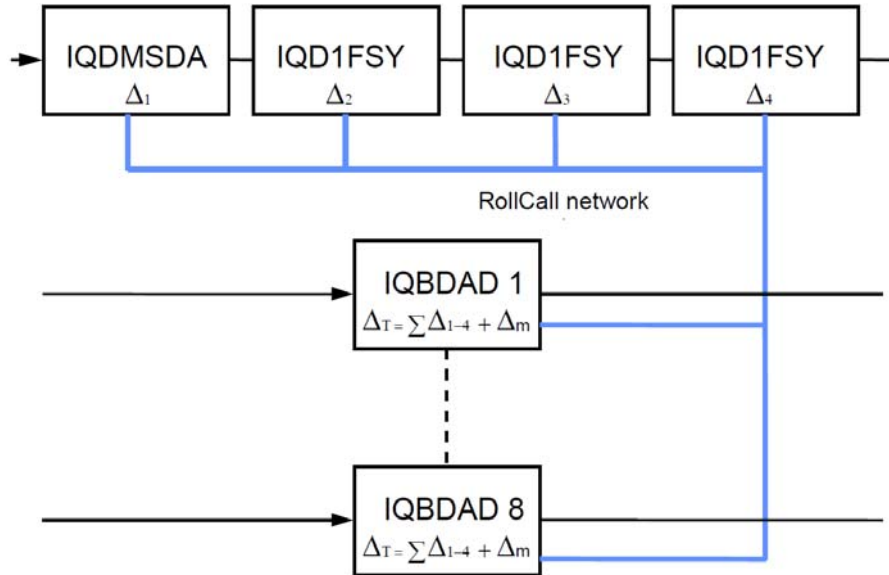 IQDMSDA IQD1FSY IQD1FSY IQD1FSY
Δ1 Δ2 Δ3 Δ4
RollCall network
IQBDAD 1
ΔT= ∑ Δ1–4 + Δm
IQBDAD 8
ΔT= ∑ Δ1–4 + Δm